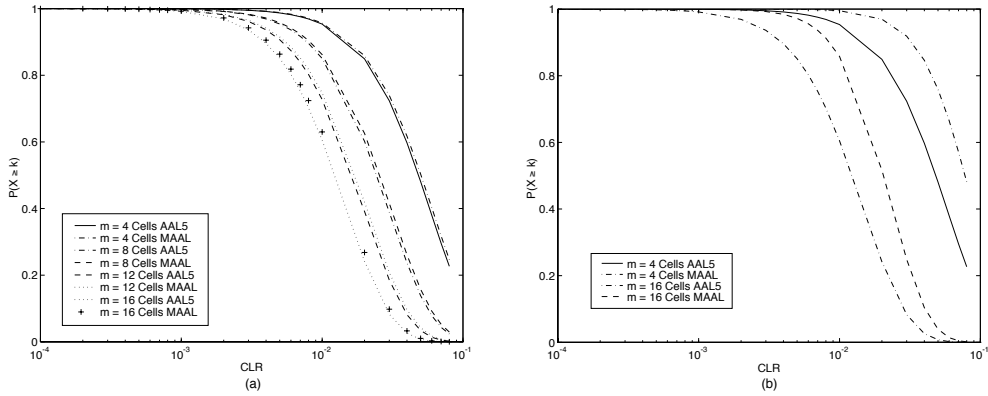 1
0.8
0.6
0.4
0.2
0
P(X ≥ k)
m = 4 Cells AAL5
m = 4 Cells MAAL
m = 8 Cells AAL5
m = 8 Cells MAAL
m = 12 Cells AAL5
m = 12 Cells MAAL
m = 16 Cells AAL5
m = 16 Cells MAAL
10^-4 10^-3 10^-2 10^-1
CLR
(a)
1
0.8
0.6
0.4
0.2
0
P(X ≥ k)
m = 4 Cells AAL5
m = 4 Cells MAAL
m = 16 Cells AAL5
m = 16 Cells MAAL
10^-4 10^-3 10^-2 10^-1
CLR
(b)